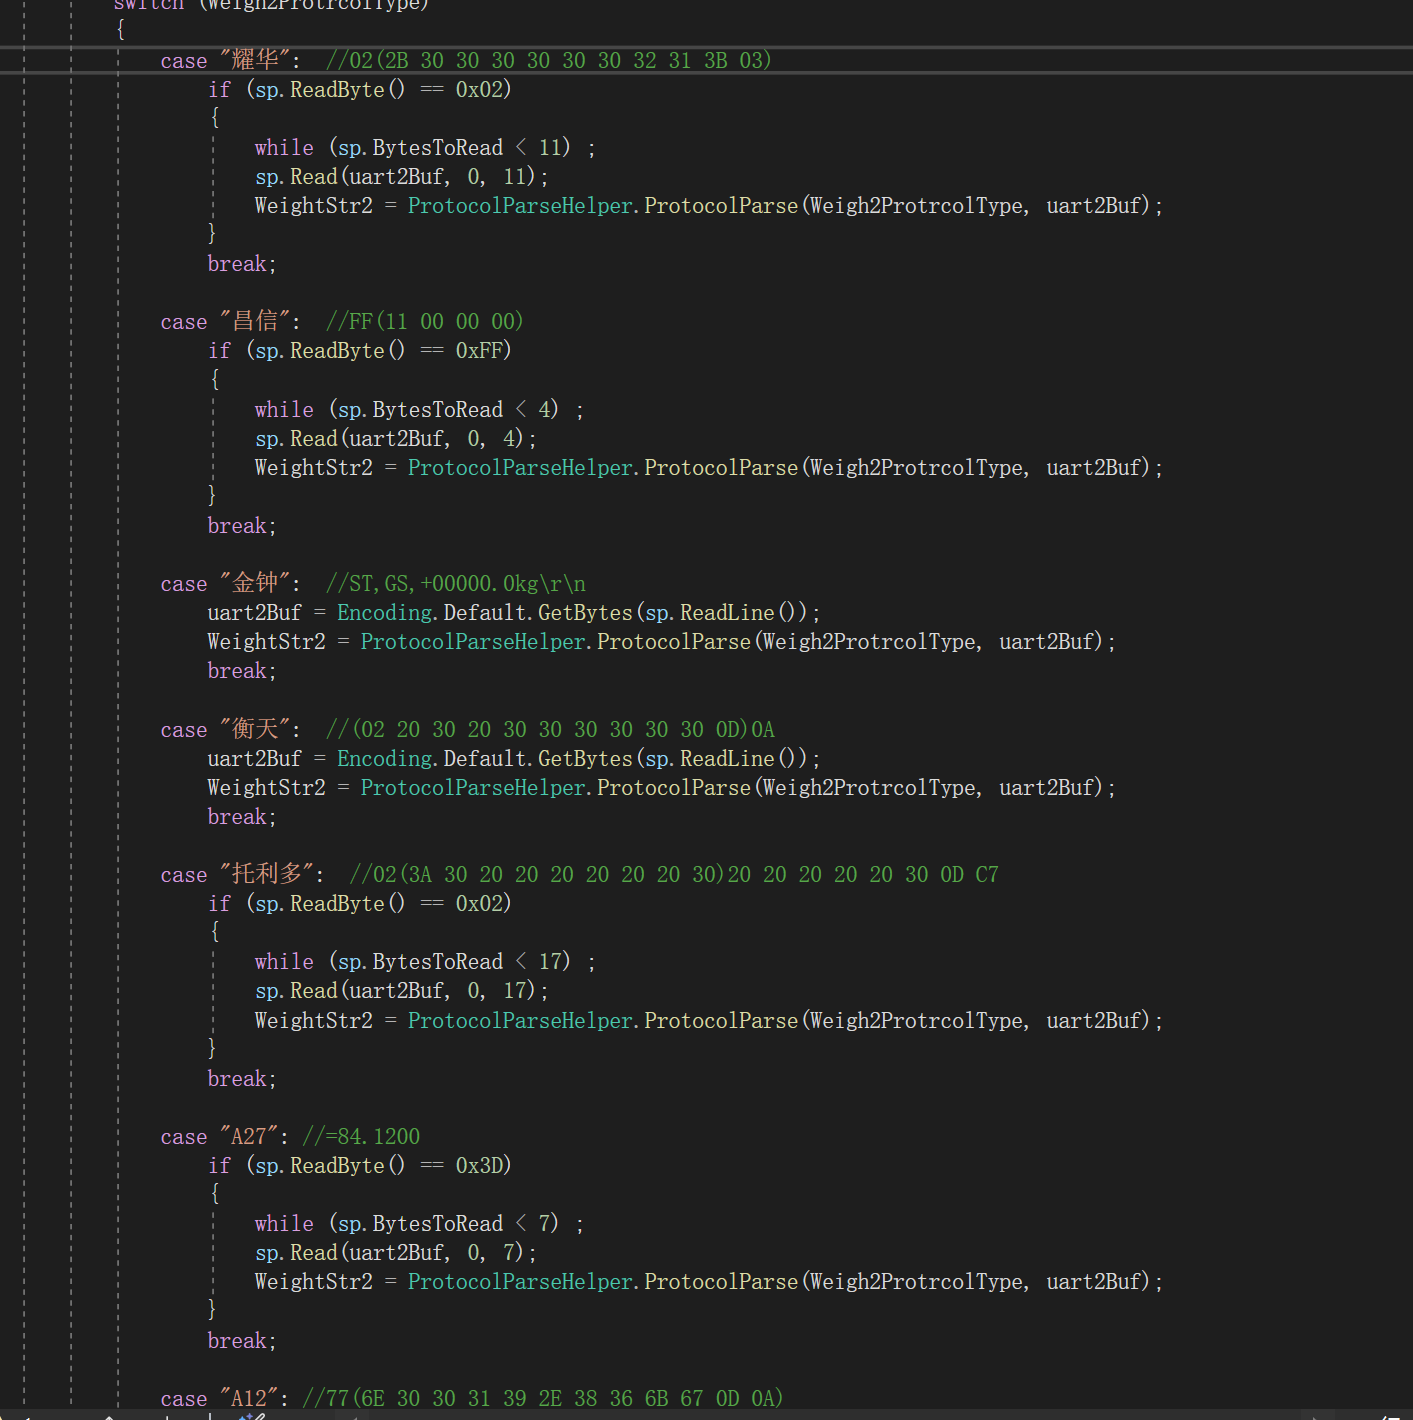 switch (Weigh2ProtrcolType)
{
case "耀华":  //02(2B 30 30 30 30 30 30 32 31 3B 03)
if (sp.ReadByte() == 0x02)
{
while (sp.BytesToRead < 11) ;
sp.Read(uart2Buf, 0, 11);
WeightStr2 = ProtocolParseHelper.ProtocolParse(Weigh2ProtrcolType, uart2Buf);
}
break;
case "昌信":  //FF(11 00 00 00)
if (sp.ReadByte() == 0xFF)
{
while (sp.BytesToRead < 4) ;
sp.Read(uart2Buf, 0, 4);
WeightStr2 = ProtocolParseHelper.ProtocolParse(Weigh2ProtrcolType, uart2Buf);
}
break;
case "金钟":  //ST,GS,+00000.0kg\r\n
uart2Buf = Encoding.Default.GetBytes(sp.ReadLine());
WeightStr2 = ProtocolParseHelper.ProtocolParse(Weigh2ProtrcolType, uart2Buf);
break;
case "衡天":  //(02 20 30 20 30 30 30 30 30 30 0D)0A
uart2Buf = Encoding.Default.GetBytes(sp.ReadLine());
WeightStr2 = ProtocolParseHelper.ProtocolParse(Weigh2ProtrcolType, uart2Buf);
break;
case "托利多":  //02(3A 30 20 20 20 20 20 20 30)20 20 20 20 20 30 0D C7
if (sp.ReadByte() == 0x02)
{
while (sp.BytesToRead < 17) ;
sp.Read(uart2Buf, 0, 17);
WeightStr2 = ProtocolParseHelper.ProtocolParse(Weigh2ProtrcolType, uart2Buf);
}
break;
case "A27": //=84.1200
if (sp.ReadByte() == 0x3D)
{
while (sp.BytesToRead < 7) ;
sp.Read(uart2Buf, 0, 7);
WeightStr2 = ProtocolParseHelper.ProtocolParse(Weigh2ProtrcolType, uart2Buf);
}
break;
case "A12": //77(6E 30 30 31 39 2E 38 36 6B 67 0D 0A)